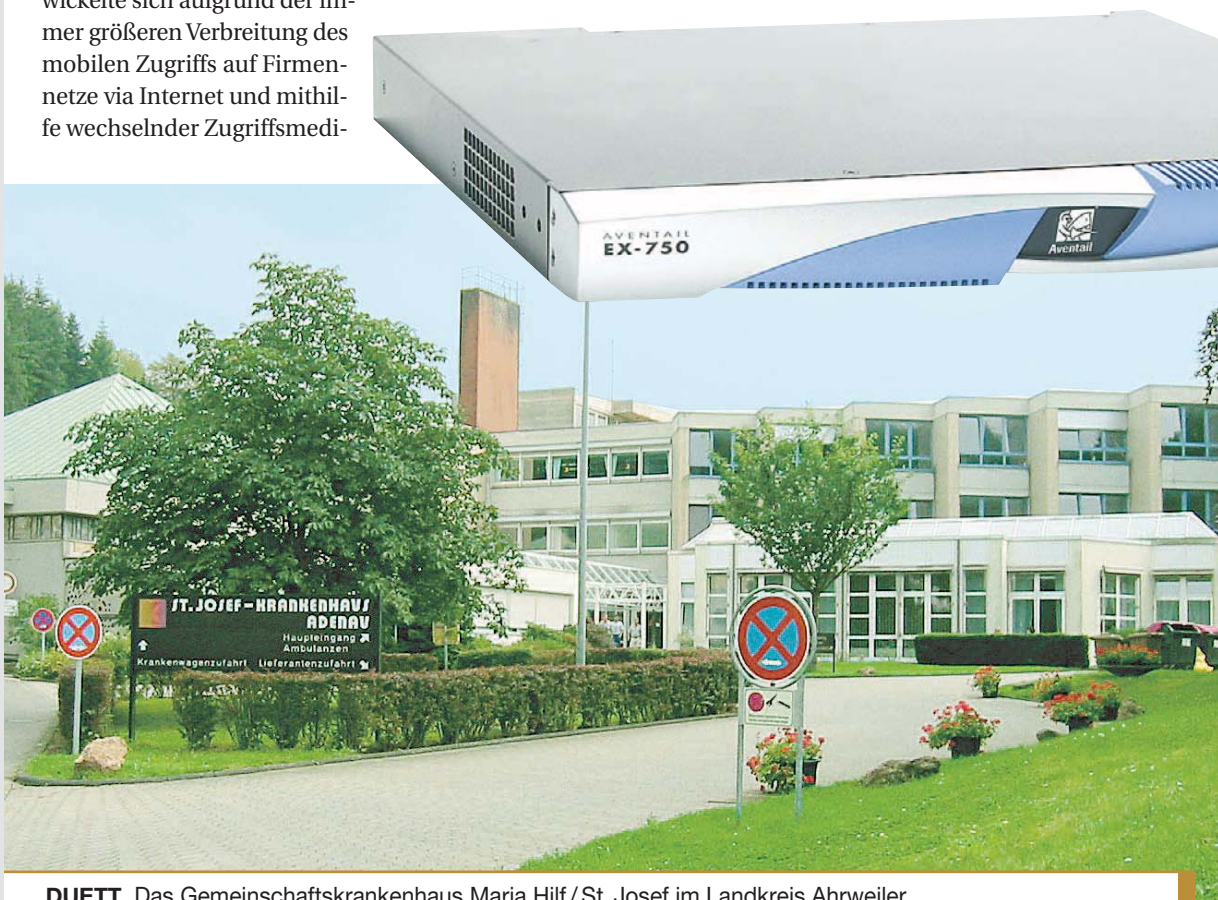 wickelte sich aufgrund der im-
mer größeren Verbreitung des
mobilen Zugriffs auf Firmen-
netze via Internet und mithil-
fe wechselnder Zugriffsmedi-
AVENTAIL
EX-750
Aventail
ST. JOSEF-KRANKENHAUS
ADENAU
Haupteingang
Ambulanzen
Krankenwagenzufahrt Lieferantenzufahrt
DUETT Das Gemeinschaftskrankenhaus Maria Hilf/St. Josef im Landkreis Ahrweiler